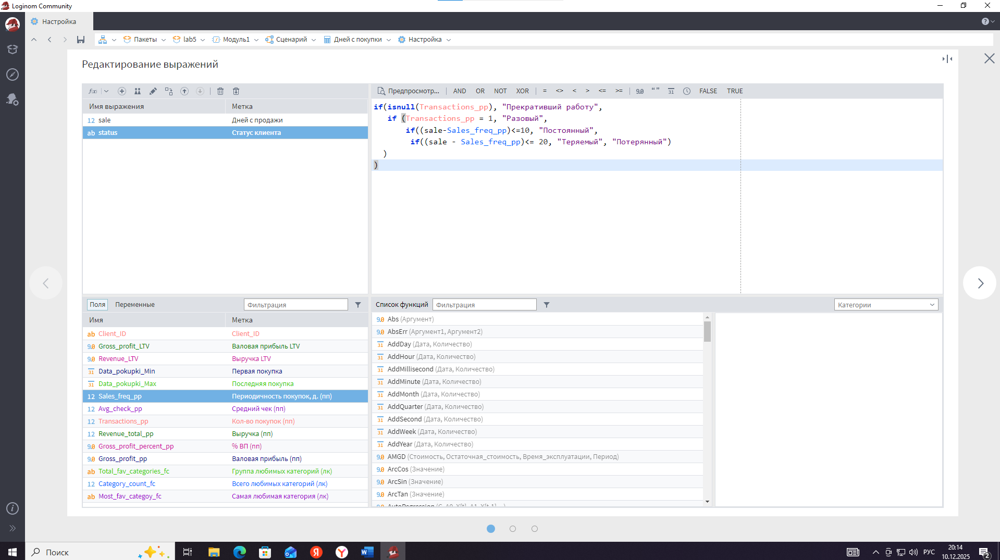 Loginom Community
Настройка
Пакеты
lab5
Модуль1
Сценарий
Дней с покупки
Настройка
Редактирование выражений
f(x)
Имя выражения Метка
12 sale Дней с продажи
ab status Статус клиента
Предпросмотр... AND OR NOT XOR = <> < > <= >= 9.0 “” 31 FALSE TRUE
if(isnull(Transactions_pp), "Прекративший работу",
if (Transactions_pp = 1, "Разовый",
if((sale-Sales_freq_pp)<=10, "Постоянный",
if((sale - Sales_freq_pp)<= 20, "Теряемый", "Потерянный")
)
)
Поля Переменные Фильтрация
Имя Метка
ab Client_ID Client_ID
9.0 Gross_profit_LTV Валовая прибыль LTV
9.0 Revenue_LTV Выручка LTV
31 Data_pokupki_Min Первая покупка
31 Data_pokupki_Max Последняя покупка
12 Sales_freq_pp Периодичность покупок, д. (пп)
12 Avg_check_pp Средний чек (пп)
12 Transactions_pp Кол-во покупок (пп)
12 Revenue_total_pp Выручка (пп)
9.0 Gross_profit_percent_pp % ВП (пп)
9.0 Gross_profit_pp Валовая прибыль (пп)
ab Total_fav_categories_fc Группа любимых категорий (лк)
12 Category_count_fc Всего любимых категорий (лк)
ab Most_fav_categoy_fc Самая любимая категория (лк)
Список функций Фильтрация Категории
9.0 Abs (Аргумент)
9.0 AbsErr (Аргумент1, Аргумент2)
31 AddDay (Дата, Количество)
31 AddHour (Дата, Количество)
31 AddMillisecond (Дата, Количество)
31 AddMinute (Дата, Количество)
31 AddMonth (Дата, Количество)
31 AddQuarter (Дата, Количество)
31 AddSecond (Дата, Количество)
31 AddWeek (Дата, Количество)
31 AddYear (Дата, Количество)
9.0 AMGD (Стоимость, Остаточная_стоимость, Время_эксплуатации, Период)
9.0 ArcCos (Значение)
9.0 ArcSin (Значение)
9.0 ArcTan (Значение)
9.0 AutoRegression
Поиск
РУС
20:14
10.12.2025
2